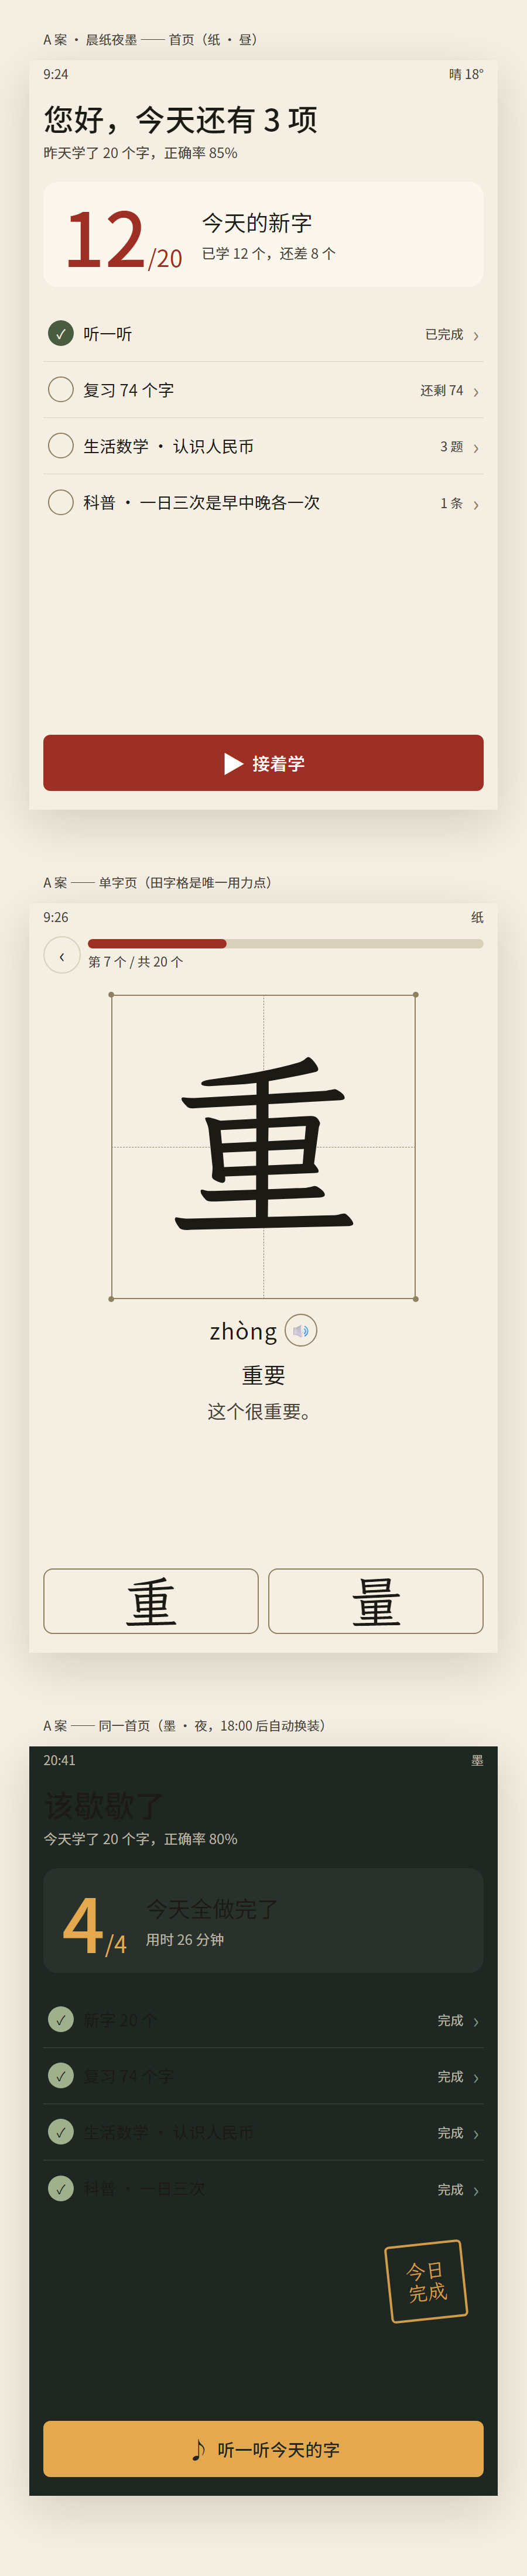 A 案 · 晨纸夜墨 —— 首页（纸 · 昼）
9:24 晴 18°
您好，今天还有 3 项
昨天学了 20 个字，正确率 85%
12/20
今天的新字
已学 12 个，还差 8 个
✓ 听一听 已完成 ›
复习 74 个字 还剩 74 ›
生活数学 · 认识人民币 3 题 ›
科普 · 一日三次是早中晚各一次 1 条 ›
▶ 接着学
A 案 —— 单字页（田字格是唯一用力点）
9:26 纸
‹
第 7 个 / 共 20 个
重
zhòng 🔊
重要
这个很重要。
重 量
A 案 —— 同一首页（墨 · 夜，18:00 后自动换装）
20:41 墨
该歇歇了
今天学了 20 个字，正确率 80%
4/4
今天全做完了
用时 26 分钟
✓ 新字 20 个 完成 ›
✓ 复习 74 个字 完成 ›
✓ 生活数学 · 认识人民币 完成 ›
✓ 科普 · 一日三次 完成 ›
今日
完成
♪ 听一听今天的字